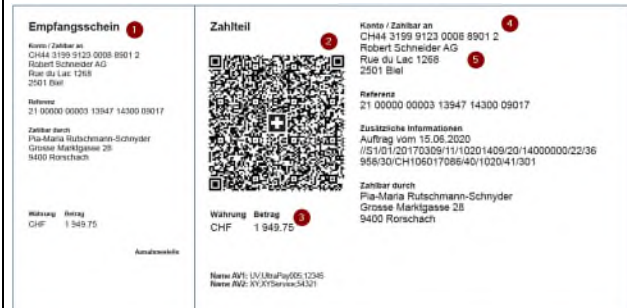 Empfangsschein 1
Konto / Zahlbar an
CH44 3199 9123 0008 8901 2
Robert Schneider AG
Rue du Lac 1268
2501 Biel
Referenz
21 00000 00003 13947 14300 09017
Zahlbar durch
Pia-Maria Rutschmann-Schnyder
Grosse Marktgasse 28
9400 Rorschach
Währung Betrag
CHF 1 949.75
Annahmestelle
Zahlteil
2
Währung Betrag
CHF 1 949.75
3
Name AV1: UV;UltraPay005;12345
Name AV2: XY;XYService;54321
Konto / Zahlbar an
4
CH44 3199 9123 0008 8901 2
Robert Schneider AG
Rue du Lac 1268
5
2501 Biel
Referenz
21 00000 00003 13947 14300 09017
Zusätzliche Informationen
Auftrag vom 15.06.2020
//S1/01/20170309/11/10201409/20/14000000/22/36
958/30/CH106017086/40/1020/41/301
Zahlbar durch
Pia-Maria Rutschmann-Schnyder
Grosse Marktgasse 28
9400 Rorschach